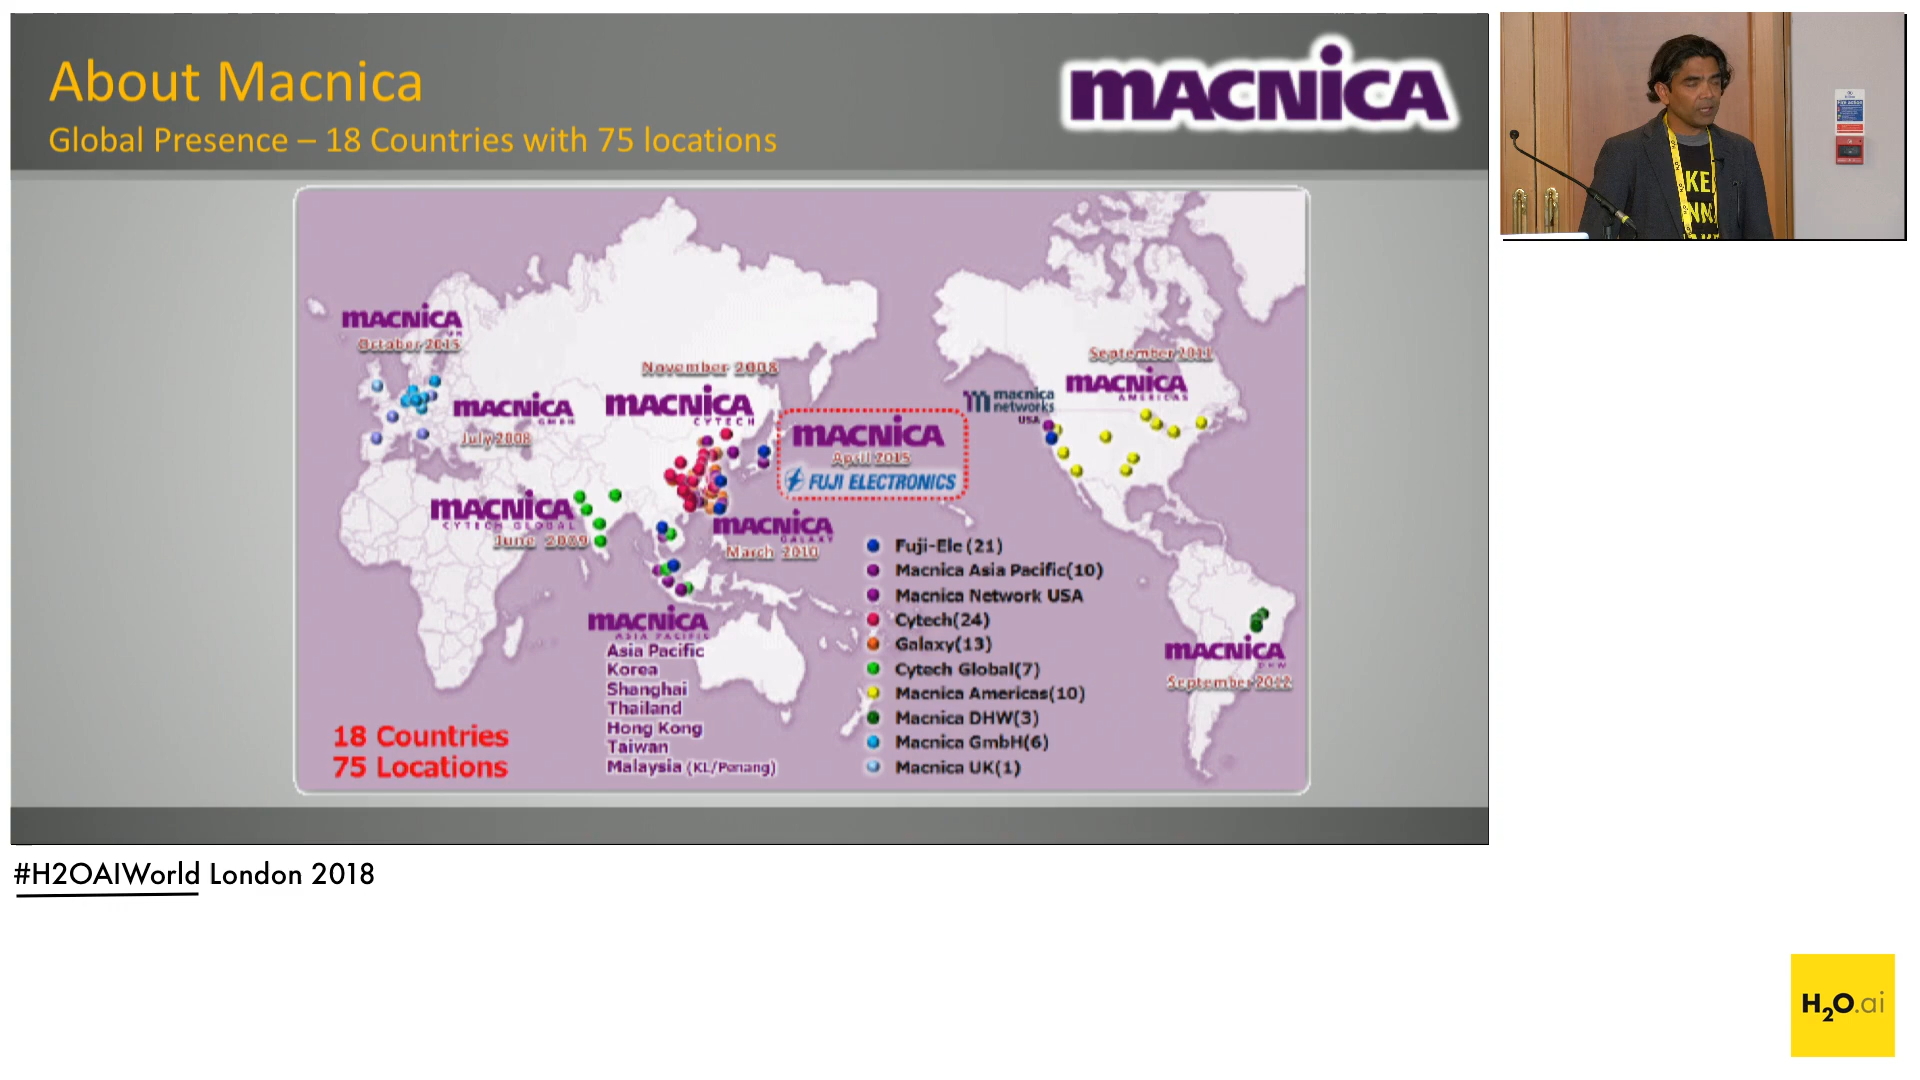 About Macnica
Global Presence – 18 Countries with 75 locations
macnica
macnica
October 2015
November 2008
macnica
CYTECH
macnica
GMBH
July 2008
macnica
April 2015
FUJI ELECTRONICS
macnica networks
USA
September 2011
macnica
AMERICAS
macnica
CYTECH GLOBAL
June 2009
macnica
GALAXY
March 2010
macnica
ASIA PACIFIC
Asia Pacific
Korea
Shanghai
Thailand
Hong Kong
Taiwan
Malaysia (KL/Penang)
Fuji-Ele (21)
Macnica Asia Pacific(10)
Macnica Network USA
Cytech(24)
Galaxy(13)
Cytech Global(7)
Macnica Americas(10)
Macnica DHW(3)
Macnica GmbH(6)
Macnica UK(1)
macnica
DHW
September 2012
18 Countries
75 Locations
Fire action
#H2OAIWorld London 2018
H2O.ai